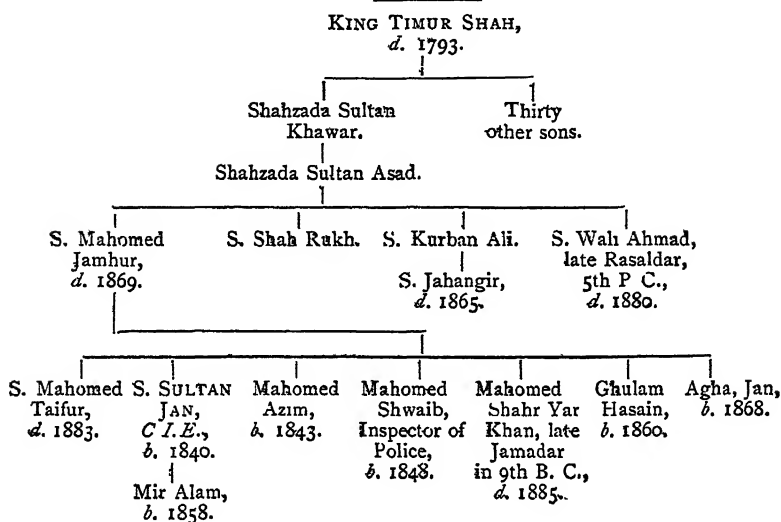 KING TIMUR SHAH,
d. 1793.
Shahzada Sultan
Khawar.
Thirty
other sons.
Shahzada Sultan Asad.
S. Mahomed
Jamhur,
d. 1869.
S. Shah Rukh.
S. Kurban Ali.
S. Jahangir,
d. 1865.
S. Wali Ahmad,
late Rasaldar,
5th P C.,
d. 1880.
S. Mahomed
Taifur,
d. 1883.
S. SULTAN
JAN,
C I.E.,
b. 1840.
Mir Alam,
b. 1858.
Mahomed
Azim,
b. 1843.
Mahomed
Shwaib,
Inspector of
Police,
b. 1848.
Mahomed
Shahr Yar
Khan, late
Jamadar
in 9th B. C.,
d. 1885.
Ghulam
Hasain,
b. 1860.
Agha, Jan,
b. 1868.